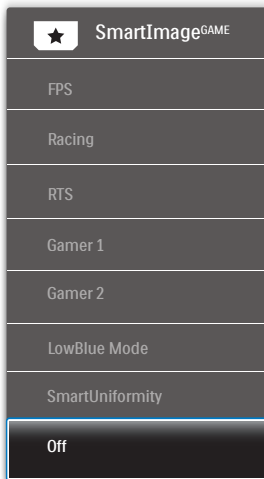 SmartImageGAME
FPS
Racing
RTS
Gamer 1
Gamer 2
LowBlue Mode
SmartUniformity
Off